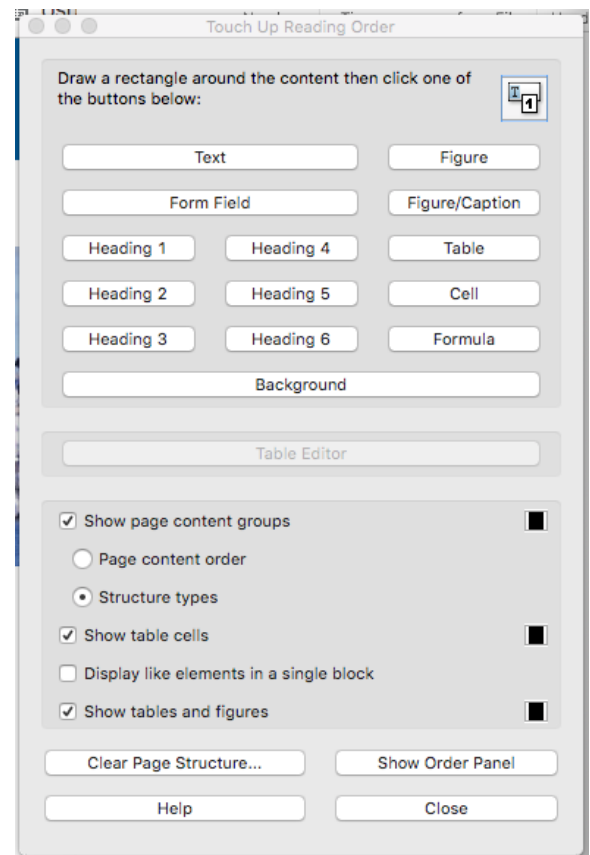 Touch Up Reading Order
Draw a rectangle around the content then click one of
the buttons below:
Text Figure
Form Field Figure/Caption
Heading 1 Heading 4 Table
Heading 2 Heading 5 Cell
Heading 3 Heading 6 Formula
Background
Table Editor
Show page content groups
Page content order
Structure types
Show table cells
Display like elements in a single block
Show tables and figures
Clear Page Structure... Show Order Panel
Help Close